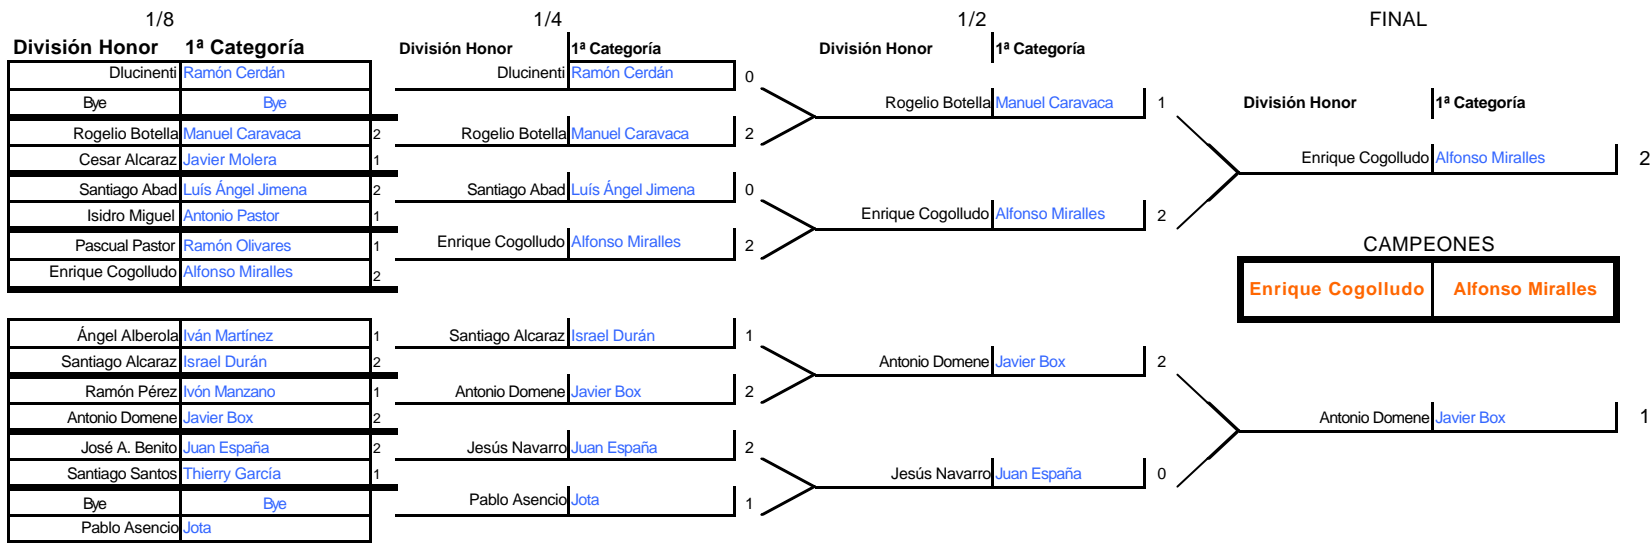 1/8
División Honor 1ª Categoría
Dlucinenti Ramón Cerdán
Bye Bye
Rogelio Botella Manuel Caravaca 2
Cesar Alcaraz Javier Molera 1
Santiago Abad Luís Ángel Jimena 2
Isidro Miguel Antonio Pastor 1
Pascual Pastor Ramón Olivares 1
Enrique Cogolludo Alfonso Miralles 2
Ángel Alberola Iván Martínez 1
Santiago Alcaraz Israel Durán 2
Ramón Pérez Ivón Manzano 1
Antonio Domene Javier Box 2
José A. Benito Juan España 2
Santiago Santos Thierry García 1
Bye Bye
Pablo Asencio Jota
1/4
División Honor 1ª Categoría
Dlucinenti Ramón Cerdán 0
Rogelio Botella Manuel Caravaca 2
Santiago Abad Luís Ángel Jimena 0
Enrique Cogolludo Alfonso Miralles 2
Santiago Alcaraz Israel Durán 1
Antonio Domene Javier Box 2
Jesús Navarro Juan España 2
Pablo Asencio Jota 1
1/2
División Honor 1ª Categoría
Rogelio Botella Manuel Caravaca 1
Enrique Cogolludo Alfonso Miralles 2
Antonio Domene Javier Box 2
Jesús Navarro Juan España 0
FINAL
División Honor 1ª Categoría
Enrique Cogolludo Alfonso Miralles 2
CAMPEONES
Enrique Cogolludo Alfonso Miralles
Antonio Domene Javier Box 1